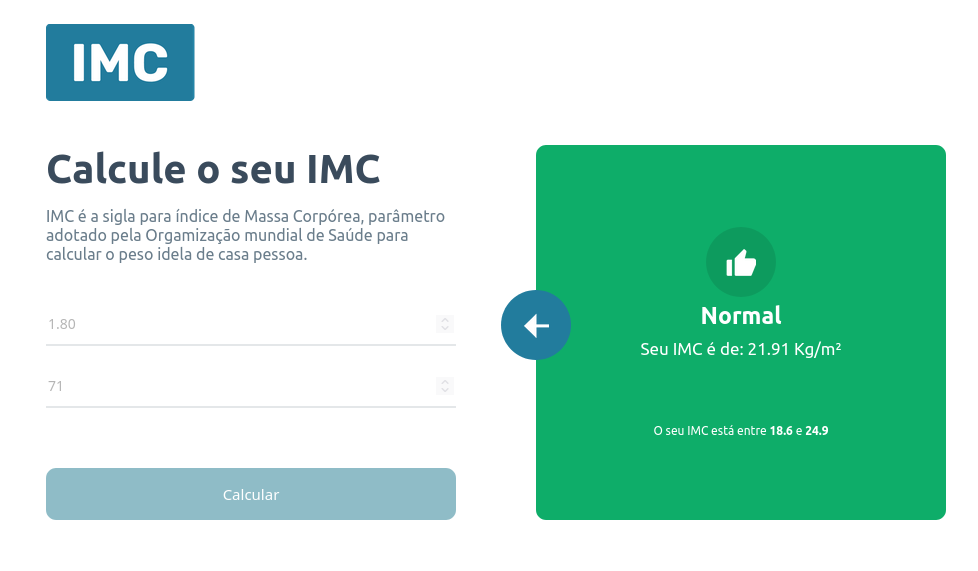 IMC
Calcule o seu IMC
IMC é a sigla para índice de Massa Corpórea, parâmetro
adotado pela Orgamização mundial de Saúde para
calcular o peso idela de casa pessoa.
1.80
71
Calcular
Normal
Seu IMC é de: 21.91 Kg/m²
O seu IMC está entre 18.6 e 24.9